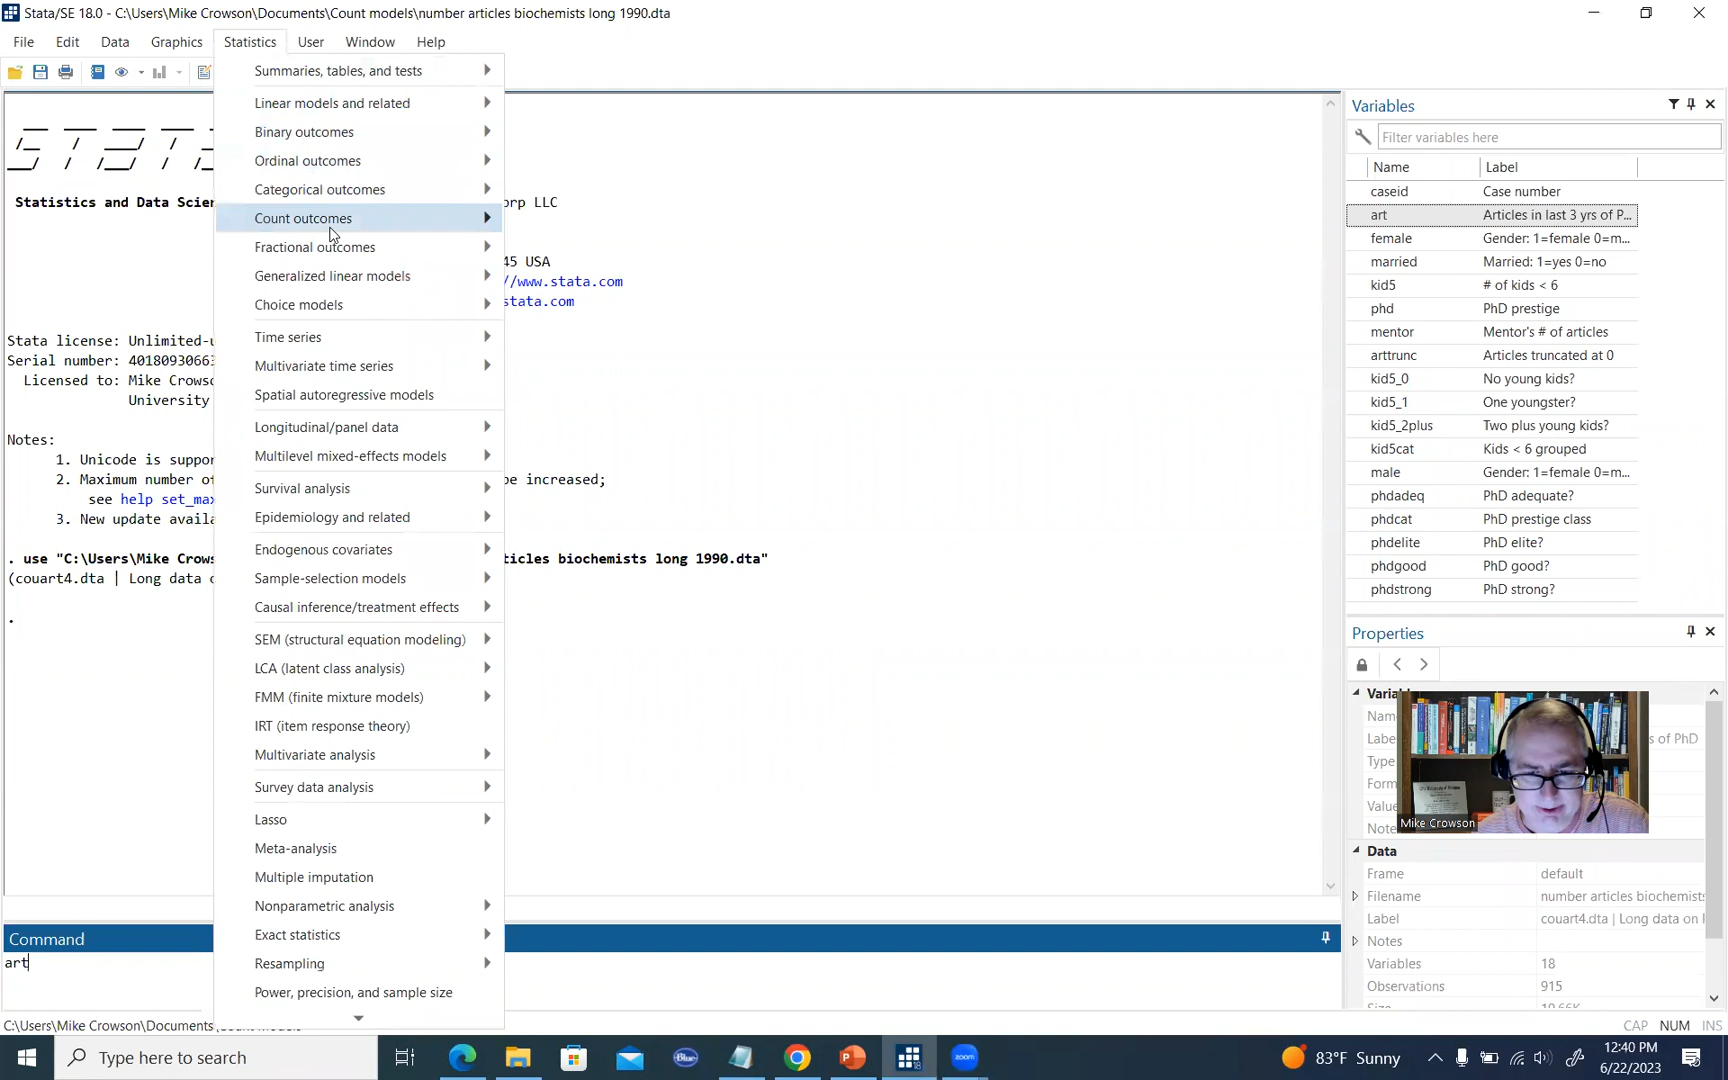 Stata/SE 18.0 - C:\Users\Mike Crowson\Documents\Count models\number articles biochemists long 1990.dta
File Edit Data Graphics Statistics User Window Help
Summaries, tables, and tests
Linear models and related
Binary outcomes
Ordinal outcomes
Categorical outcomes
Count outcomes
Fractional outcomes
Generalized linear models
Choice models
Time series
Multivariate time series
Spatial autoregressive models
Longitudinal/panel data
Multilevel mixed-effects models
Survival analysis
Epidemiology and related
Endogenous covariates
Sample-selection models
Causal inference/treatment effects
SEM (structural equation modeling)
LCA (latent class analysis)
FMM (finite mixture models)
IRT (item response theory)
Multivariate analysis
Survey data analysis
Lasso
Meta-analysis
Multiple imputation
Nonparametric analysis
Exact statistics
Resampling
Power, precision, and sample size
Statistics and Data Scien orp LLC
45 USA
//www.stata.com
stata.com
Stata license: Unlimited-u
Serial number: 4018093066
Licensed to: Mike Crowso
University
Notes:
1. Unicode is suppor
2. Maximum number of be increased;
see help set_max
3. New update availa
. use "C:\Users\Mike Crows ticles biochemists long 1990.dta"
(couart4.dta | Long data o
.
Command
art
C:\Users\Mike Crowson\Documents\Count models
Variables
Filter variables here
Name Label
caseid Case number
art Articles in last 3 yrs of P...
female Gender: 1=female 0=m...
married Married: 1=yes 0=no
kid5 # of kids < 6
phd PhD prestige
mentor Mentor's # of articles
arttrunc Articles truncated at 0
kid5_0 No young kids?
kid5_1 One youngster?
kid5_2plus Two plus young kids?
kid5cat Kids < 6 grouped
male Gender: 1=female 0=m...
phdadeq PhD adequate?
phdcat PhD prestige class
phdelite PhD elite?
phdgood PhD good?
phdstrong PhD strong?
Properties
Varial
Nam
Labe s of PhD
Type
Form
Value
Note
Mike Crowson
Data
Frame default
Filename number articles biochemists
Label couart4.dta | Long data on
Notes
Variables 18
Observations 915
CAP NUM INS
Type here to search
Blue
zoom
83°F Sunny
12:40 PM
6/22/2023